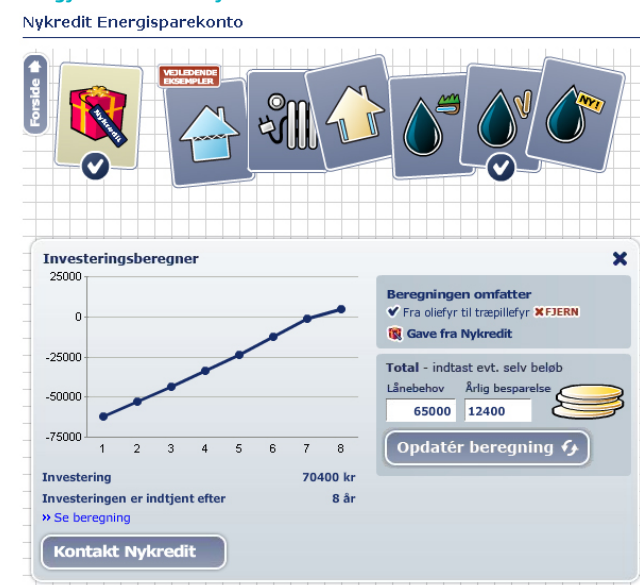 Nykredit Energisparekonto
Forside
Nykredit
VEJLEDENDE
EKSEMPLER
NY!
Investeringsberegner
25000
0
-25000
-50000
-75000
1 2 3 4 5 6 7 8
Investering 70400 kr
Investeringen er indtjent efter 8 år
» Se beregning
Kontakt Nykredit
Beregningen omfatter
Fra oliefyr til træpillefyr FJERN
Gave fra Nykredit
Total - indtast evt. selv beløb
Lånebehov Årlig besparelse
65000 12400
Opdatér beregning